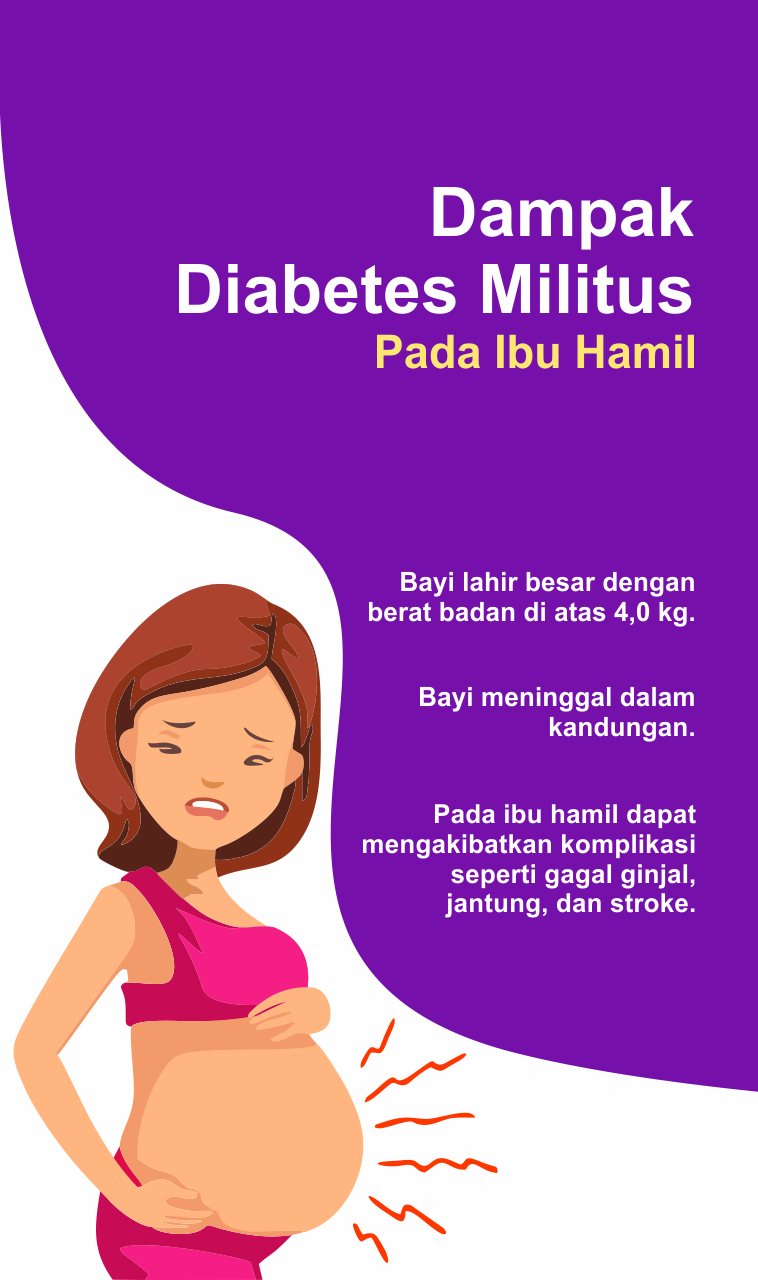 Dampak
Diabetes Militus
Pada Ibu Hamil
Bayi lahir besar dengan
berat badan di atas 4,0 kg.
Bayi meninggal dalam
kandungan.
Pada ibu hamil dapat
mengakibatkan komplikasi
seperti gagal ginjal,
jantung, dan stroke.